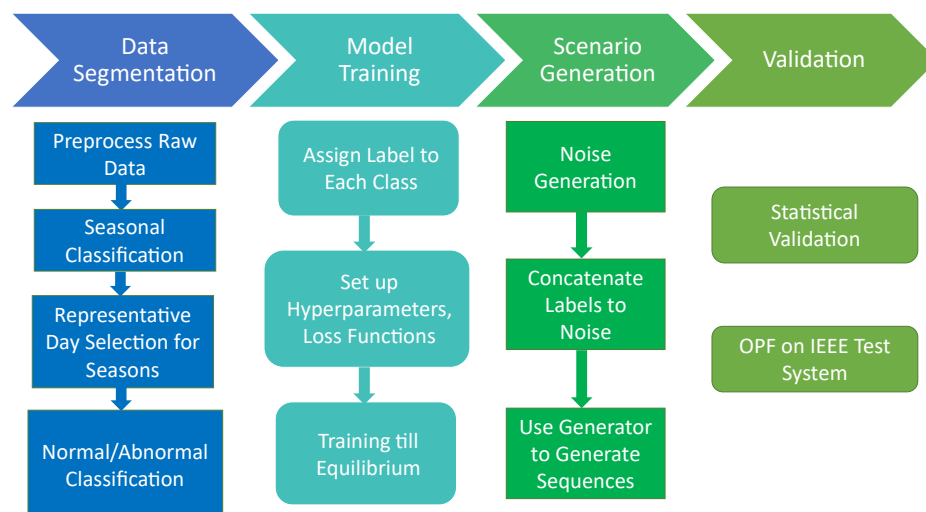 Data
Segmentation
Model
Training
Scenario
Generation
Validation
Preprocess Raw
Data
Seasonal
Classification
Representative
Day Selection for
Seasons
Normal/Abnormal
Classification
Assign Label to
Each Class
Set up
Hyperparameters,
Loss Functions
Training till
Equilibrium
Noise
Generation
Concatenate
Labels to
Noise
Use Generator
to Generate
Sequences
Statistical
Validation
OPF on IEEE Test
System